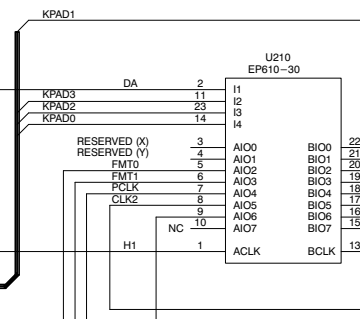 KPAD1
U210
EP610-30
DA 2 I1
KPAD3 11 I2
KPAD2 23 I3
KPAD0 14 I4
RESERVED (X) 3 AIO0 BIO0 22
RESERVED (Y) 4 AIO1 BIO1 21
FMT0 5 AIO2 BIO2 20
FMT1 6 AIO3 BIO3 19
PCLK 7 AIO4 BIO4 18
CLK2 8 AIO5 BIO5 17
9 AIO6 BIO6 16
NC 10 AIO7 BIO7 15
H1 1 ACLK BCLK 13